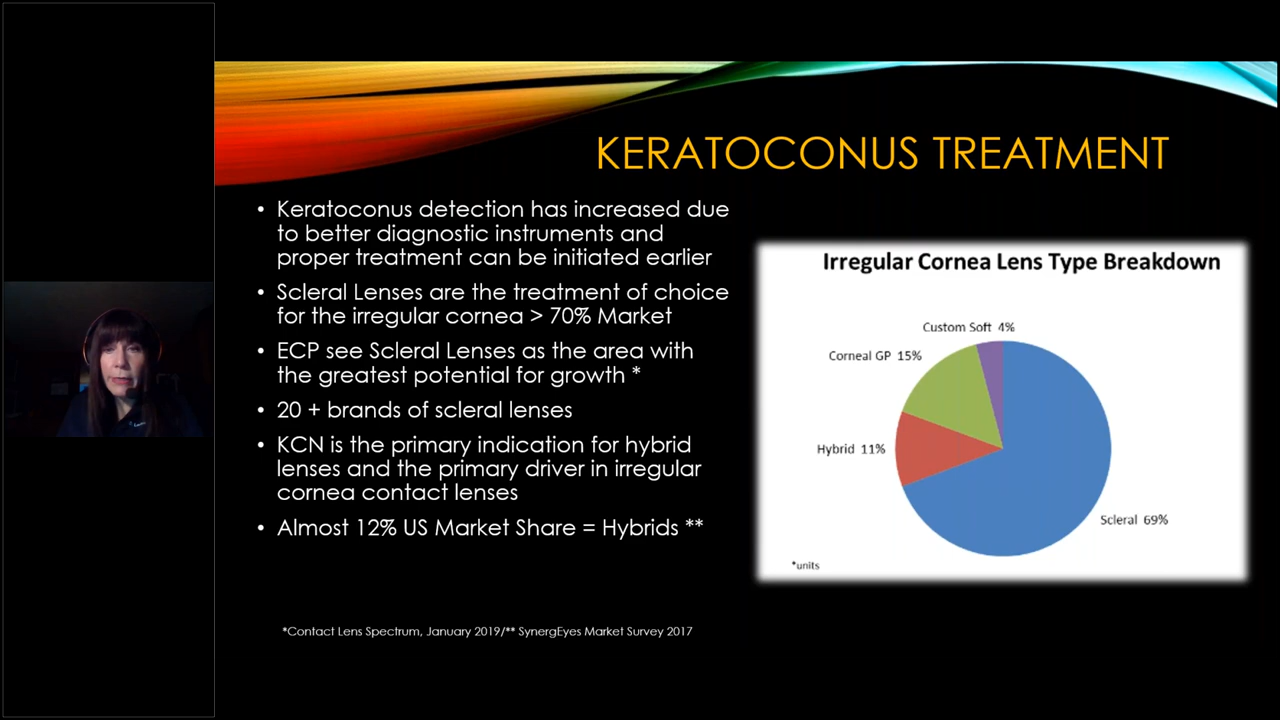 KERATOCONUS TREATMENT
• Keratoconus detection has increased due
to better diagnostic instruments and
proper treatment can be initiated earlier
• Scleral Lenses are the treatment of choice
for the irregular cornea > 70% Market
• ECP see Scleral Lenses as the area with
the greatest potential for growth *
• 20 + brands of scleral lenses
• KCN is the primary indication for hybrid
lenses and the primary driver in irregular
cornea contact lenses
• Almost 12% US Market Share = Hybrids **
*Contact Lens Spectrum, January 2019/** SynergEyes Market Survey 2017
Irregular Cornea Lens Type Breakdown
Custom Soft 4%
Corneal GP 15%
Hybrid 11%
Scleral 69%
*units